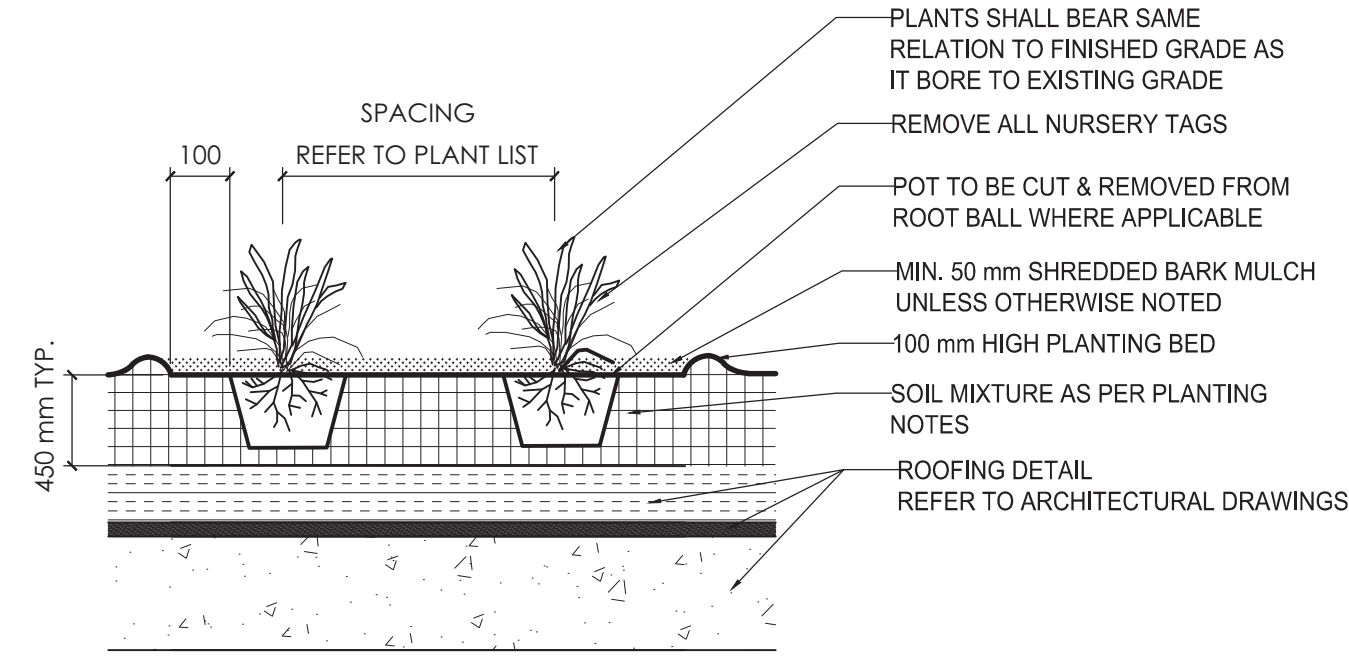 PLANTS SHALL BEAR SAME
RELATION TO FINISHED GRADE AS
IT BORE TO EXISTING GRADE
SPACING
REFER TO PLANT LIST
100
REMOVE ALL NURSERY TAGS
POT TO BE CUT & REMOVED FROM
ROOT BALL WHERE APPLICABLE
MIN. 50 mm SHREDDED BARK MULCH
UNLESS OTHERWISE NOTED
100 mm HIGH PLANTING BED
450 mm TYP.
SOIL MIXTURE AS PER PLANTING
NOTES
ROOFING DETAIL
REFER TO ARCHITECTURAL DRAWINGS